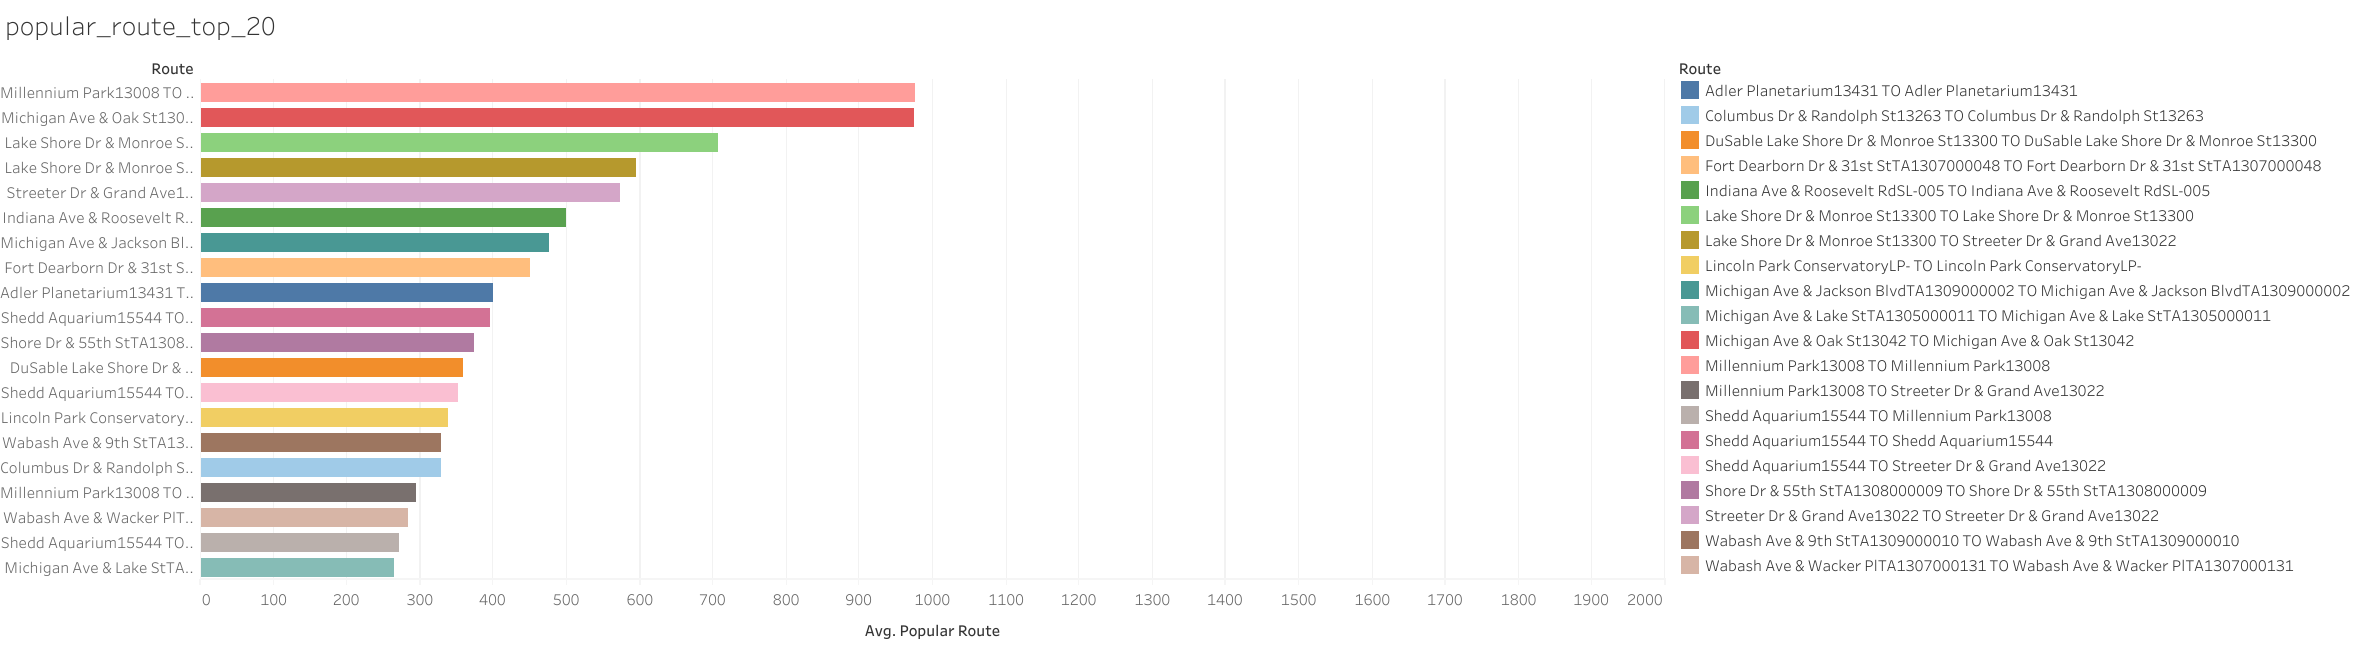 popular_route_top_20
Route
Millennium Park13008 TO ..
Michigan Ave & Oak St130..
Lake Shore Dr & Monroe S..
Lake Shore Dr & Monroe S..
Streeter Dr & Grand Ave1..
Indiana Ave & Roosevelt R..
Michigan Ave & Jackson Bl..
Fort Dearborn Dr & 31st S..
Adler Planetarium13431 T..
Shedd Aquarium15544 TO..
Shore Dr & 55th StTA1308..
DuSable Lake Shore Dr & ..
Shedd Aquarium15544 TO..
Lincoln Park Conservatory..
Wabash Ave & 9th StTA13..
Columbus Dr & Randolph S..
Millennium Park13008 TO ..
Wabash Ave & Wacker PlT..
Shedd Aquarium15544 TO..
Michigan Ave & Lake StTA..
0 100 200 300 400 500 600 700 800 900 1000 1100 1200 1300 1400 1500 1600 1700 1800 1900 2000
Avg. Popular Route
Route
Adler Planetarium13431 TO Adler Planetarium13431
Columbus Dr & Randolph St13263 TO Columbus Dr & Randolph St13263
DuSable Lake Shore Dr & Monroe St13300 TO DuSable Lake Shore Dr & Monroe St13300
Fort Dearborn Dr & 31st StTA1307000048 TO Fort Dearborn Dr & 31st StTA1307000048
Indiana Ave & Roosevelt RdSL-005 TO Indiana Ave & Roosevelt RdSL-005
Lake Shore Dr & Monroe St13300 TO Lake Shore Dr & Monroe St13300
Lake Shore Dr & Monroe St13300 TO Streeter Dr & Grand Ave13022
Lincoln Park ConservatoryLP- TO Lincoln Park ConservatoryLP-
Michigan Ave & Jackson BlvdTA1309000002 TO Michigan Ave & Jackson BlvdTA1309000002
Michigan Ave & Lake StTA1305000011 TO Michigan Ave & Lake StTA1305000011
Michigan Ave & Oak St13042 TO Michigan Ave & Oak St13042
Millennium Park13008 TO Millennium Park13008
Millennium Park13008 TO Streeter Dr & Grand Ave13022
Shedd Aquarium15544 TO Millennium Park13008
Shedd Aquarium15544 TO Shedd Aquarium15544
Shedd Aquarium15544 TO Streeter Dr & Grand Ave13022
Shore Dr & 55th StTA1308000009 TO Shore Dr & 55th StTA1308000009
Streeter Dr & Grand Ave13022 TO Streeter Dr & Grand Ave13022
Wabash Ave & 9th StTA1309000010 TO Wabash Ave & 9th StTA1309000010
Wabash Ave & Wacker PlTA1307000131 TO Wabash Ave & Wacker PlTA1307000131